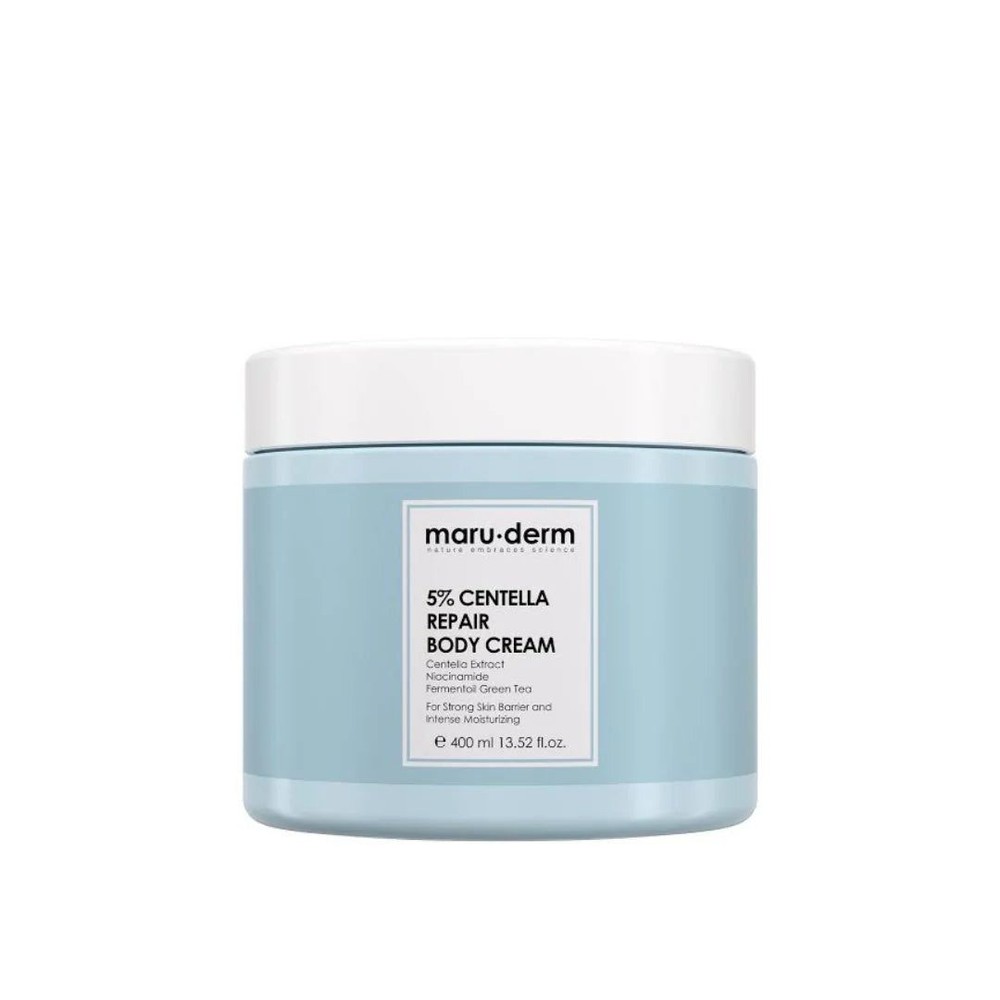 maru·derm
nature embraces science
5% CENTELLA
REPAIR
BODY CREAM
Centella Extract
Niacinamide
Fermentoil Green Tea
For Strong Skin Barrier and
Intense Moisturizing
℮ 400 ml 13.52 fl.oz.